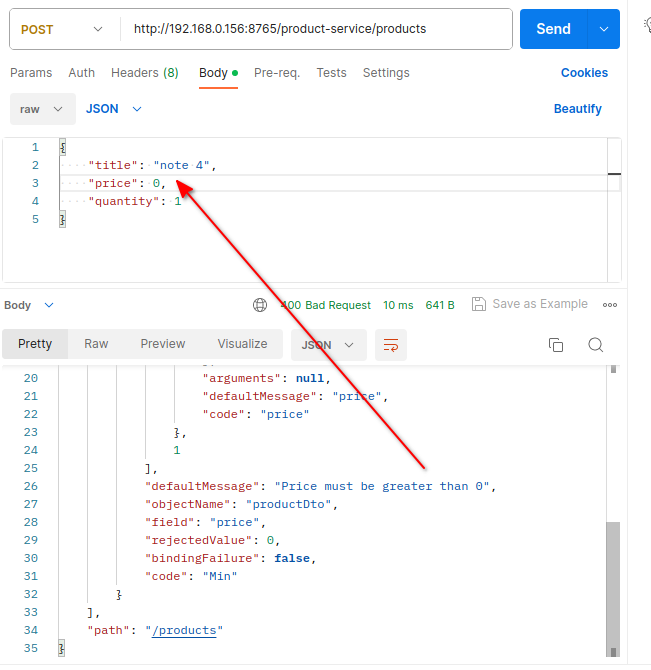 POST http://192.168.0.156:8765/product-service/products Send
Params Auth Headers (8) Body Pre-req. Tests Settings Cookies
raw JSON Beautify
1 {
2 "title": "note 4",
3 "price": 0,
4 "quantity": 1
5 }
Body 400 Bad Request 10 ms 641 B Save as Example
Pretty Raw Preview Visualize JSON
20 "arguments": null,
21 "defaultMessage": "price",
22 "code": "price"
23 },
24 1
25 ],
26 "defaultMessage": "Price must be greater than 0",
27 "objectName": "productDto",
28 "field": "price",
29 "rejectedValue": 0,
30 "bindingFailure": false,
31 "code": "Min"
32 }
33 ],
34 "path": "/products"
35 }